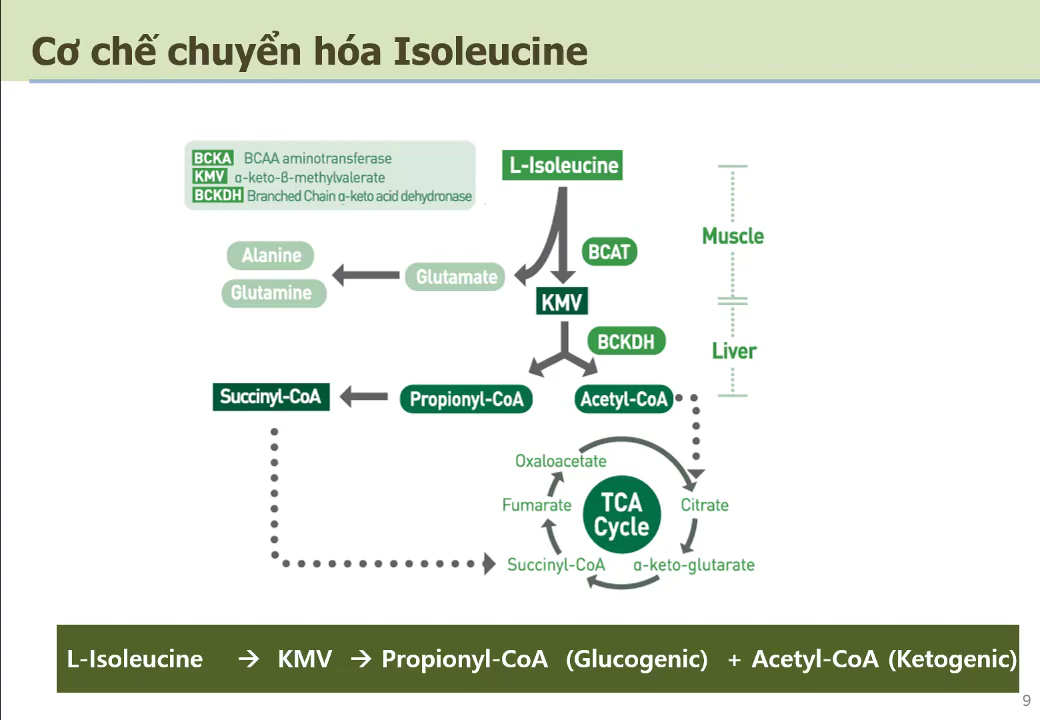 Cơ chế chuyển hóa Isoleucine
BCKA BCAA aminotransferase
KMV α-keto-β-methylvalerate
BCKDH Branched Chain α-keto acid dehydronase
L-Isoleucine
Muscle
BCAT
Alanine
Glutamate
Glutamine
KMV
BCKDH
Liver
Succinyl-CoA
Propionyl-CoA
Acetyl-CoA
Oxaloacetate
Fumarate
TCA
Cycle
Citrate
Succinyl-CoA
α-keto-glutarate
L-Isoleucine → KMV → Propionyl-CoA (Glucogenic) + Acetyl-CoA (Ketogenic)
9